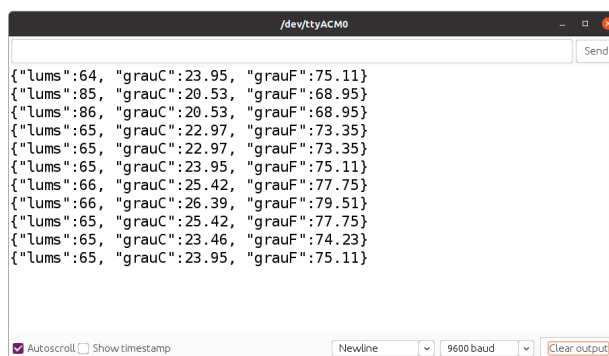 /dev/ttyACM0
Send
{"lums":64, "grauC":23.95, "grauF":75.11}
{"lums":85, "grauC":20.53, "grauF":68.95}
{"lums":86, "grauC":20.53, "grauF":68.95}
{"lums":65, "grauC":22.97, "grauF":73.35}
{"lums":65, "grauC":22.97, "grauF":73.35}
{"lums":65, "grauC":23.95, "grauF":75.11}
{"lums":66, "grauC":25.42, "grauF":77.75}
{"lums":66, "grauC":26.39, "grauF":79.51}
{"lums":65, "grauC":25.42, "grauF":77.75}
{"lums":65, "grauC":23.46, "grauF":74.23}
{"lums":65, "grauC":23.95, "grauF":75.11}
Autoscroll Show timestamp Newline 9600 baud Clear output